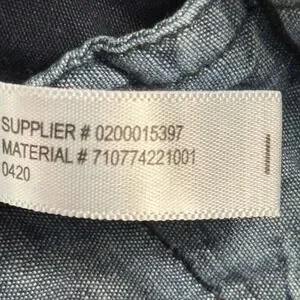 SUPPLIER # 0200015397
MATERIAL # 710774221001
0420